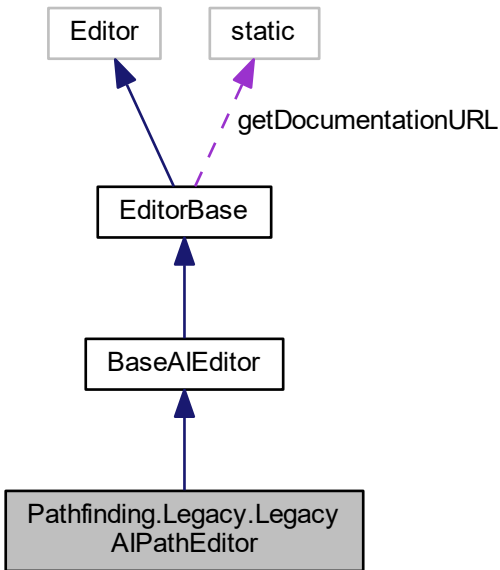 Editor
static
getDocumentationURL
EditorBase
BaseAIEditor
Pathfinding.Legacy.Legacy
AIPathEditor